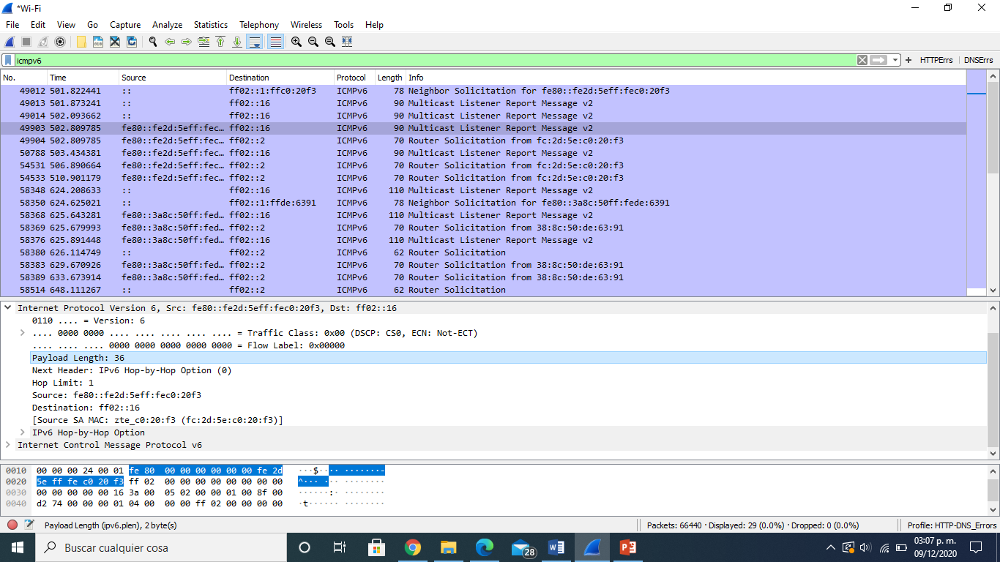 *Wi-Fi
File Edit View Go Capture Analyze Statistics Telephony Wireless Tools Help
icmpv6 + HTTPErrs DNSErrs
No. Time Source Destination Protocol Length Info
49012 501.822441 :: ff02::1:ffc0:20f3 ICMPv6 78 Neighbor Solicitation for fe80::fe2d:5eff:fec0:20f3
49013 501.873241 :: ff02::16 ICMPv6 90 Multicast Listener Report Message v2
49014 502.093662 :: ff02::16 ICMPv6 90 Multicast Listener Report Message v2
49903 502.809785 fe80::fe2d:5eff:fec… ff02::16 ICMPv6 90 Multicast Listener Report Message v2
49904 502.809785 fe80::fe2d:5eff:fec… ff02::2 ICMPv6 70 Router Solicitation from fc:2d:5e:c0:20:f3
50788 503.434381 fe80::fe2d:5eff:fec… ff02::16 ICMPv6 90 Multicast Listener Report Message v2
54531 506.890664 fe80::fe2d:5eff:fec… ff02::2 ICMPv6 70 Router Solicitation from fc:2d:5e:c0:20:f3
54533 510.901179 fe80::fe2d:5eff:fec… ff02::2 ICMPv6 70 Router Solicitation from fc:2d:5e:c0:20:f3
58348 624.208633 :: ff02::16 ICMPv6 110 Multicast Listener Report Message v2
58350 624.625021 :: ff02::1:ffde:6391 ICMPv6 78 Neighbor Solicitation for fe80::3a8c:50ff:fede:6391
58368 625.643281 fe80::3a8c:50ff:fed… ff02::16 ICMPv6 110 Multicast Listener Report Message v2
58369 625.679993 fe80::3a8c:50ff:fed… ff02::2 ICMPv6 70 Router Solicitation from 38:8c:50:de:63:91
58376 625.891448 fe80::3a8c:50ff:fed… ff02::16 ICMPv6 110 Multicast Listener Report Message v2
58380 626.114749 :: ff02::2 ICMPv6 62 Router Solicitation
58383 629.670926 fe80::3a8c:50ff:fed… ff02::2 ICMPv6 70 Router Solicitation from 38:8c:50:de:63:91
58389 633.673914 fe80::3a8c:50ff:fed… ff02::2 ICMPv6 70 Router Solicitation from 38:8c:50:de:63:91
58514 648.111267 :: ff02::2 ICMPv6 62 Router Solicitation
Internet Protocol Version 6, Src: fe80::fe2d:5eff:fec0:20f3, Dst: ff02::16
0110 .... = Version: 6
.... 0000 0000 .... .... .... .... .... = Traffic Class: 0x00 (DSCP: CS0, ECN: Not-ECT)
.... .... .... 0000 0000 0000 0000 0000 = Flow Label: 0x00000
Payload Length: 36
Next Header: IPv6 Hop-by-Hop Option (0)
Hop Limit: 1
Source: fe80::fe2d:5eff:fec0:20f3
Destination: ff02::16
[Source SA MAC: zte_c0:20:f3 (fc:2d:5e:c0:20:f3)]
IPv6 Hop-by-Hop Option
Internet Control Message Protocol v6
0010 00 00 00 24 00 01 fe 80 00 00 00 00 00 00 fe 2d ···$·· ·· ·······-
0020 5e ff fe c0 20 f3 ff 02 00 00 00 00 00 00 00 00 ^··· ··· ········
0030 00 00 00 00 00 16 3a 00 05 02 00 00 01 00 8f 00 ······:· ········
0040 d2 74 00 00 00 01 04 00 00 00 ff 02 00 00 00 00 ·t······ ········
Payload Length (ipv6.plen), 2 byte(s) Packets: 66440 · Displayed: 29 (0.0%) · Dropped: 0 (0.0%) Profile: HTTP-DNS_Errors
Buscar cualquier cosa 28 03:07 p. m.
09/12/2020